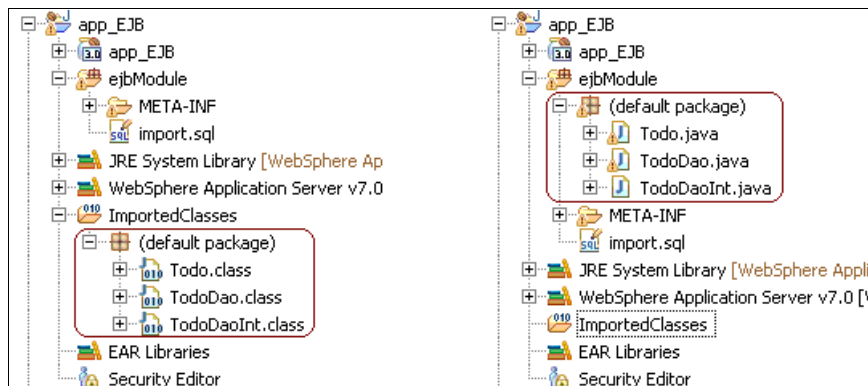 app_EJB
app_EJB
ejbModule
META-INF
import.sql
JRE System Library [WebSphere Ap
WebSphere Application Server v7.0
ImportedClasses
(default package)
Todo.class
TodoDao.class
TodoDaoInt.class
EAR Libraries
Security Editor
app_EJB
app_EJB
ejbModule
(default package)
Todo.java
TodoDao.java
TodoDaoInt.java
META-INF
import.sql
JRE System Library [WebSphere Appli
WebSphere Application Server v7.0 [W
ImportedClasses
EAR Libraries
Security Editor